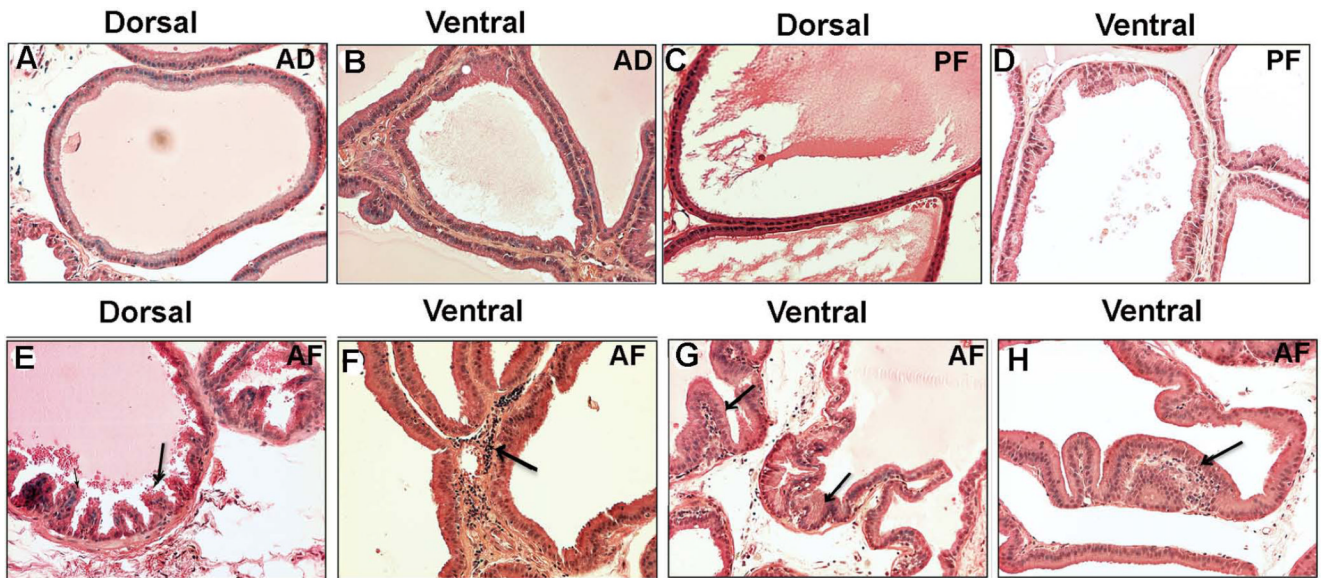 Dorsal Ventral Dorsal Ventral
A AD B AD C PF D PF
Dorsal Ventral Ventral Ventral
E AF F AF G AF H AF